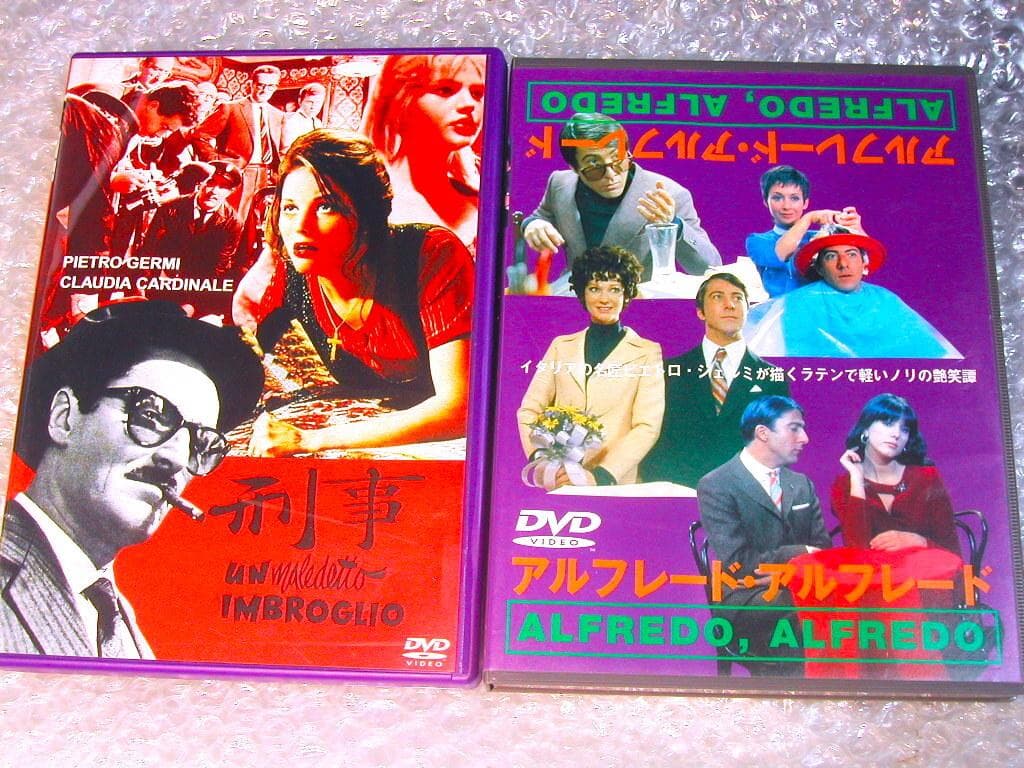 PIETRO GERMI
CLAUDIA CARDINALE
刑事
UN maledetto
IMBROGLIO
DVD
VIDEO
ALFREDO, ALFREDO
アルフレード・アルフレード
イタリアの名匠ピエトロ・ジェルミが描くラテンで軽いノリの艶笑譚
DVD
VIDEO
TM
アルフレード・アルフレード
ALFREDO, ALFREDO